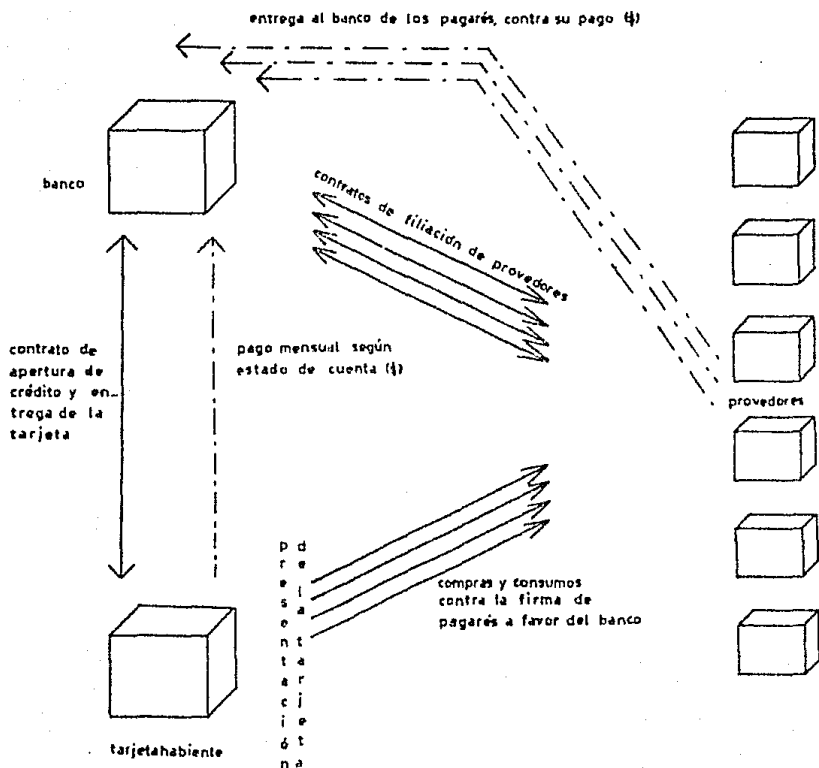 entrega al banco de los pagarés, contra su pago ($)
banco
contratos de filiación de provedores
contrato de
apertura de
crédito y en-
trega de la
tarjeta
pago mensual según
estado de cuenta ($)
provedores
presentación
de la tarjeta
compras y consumos
contra la firma de
pagarés a favor del banco
tarjetahabiente